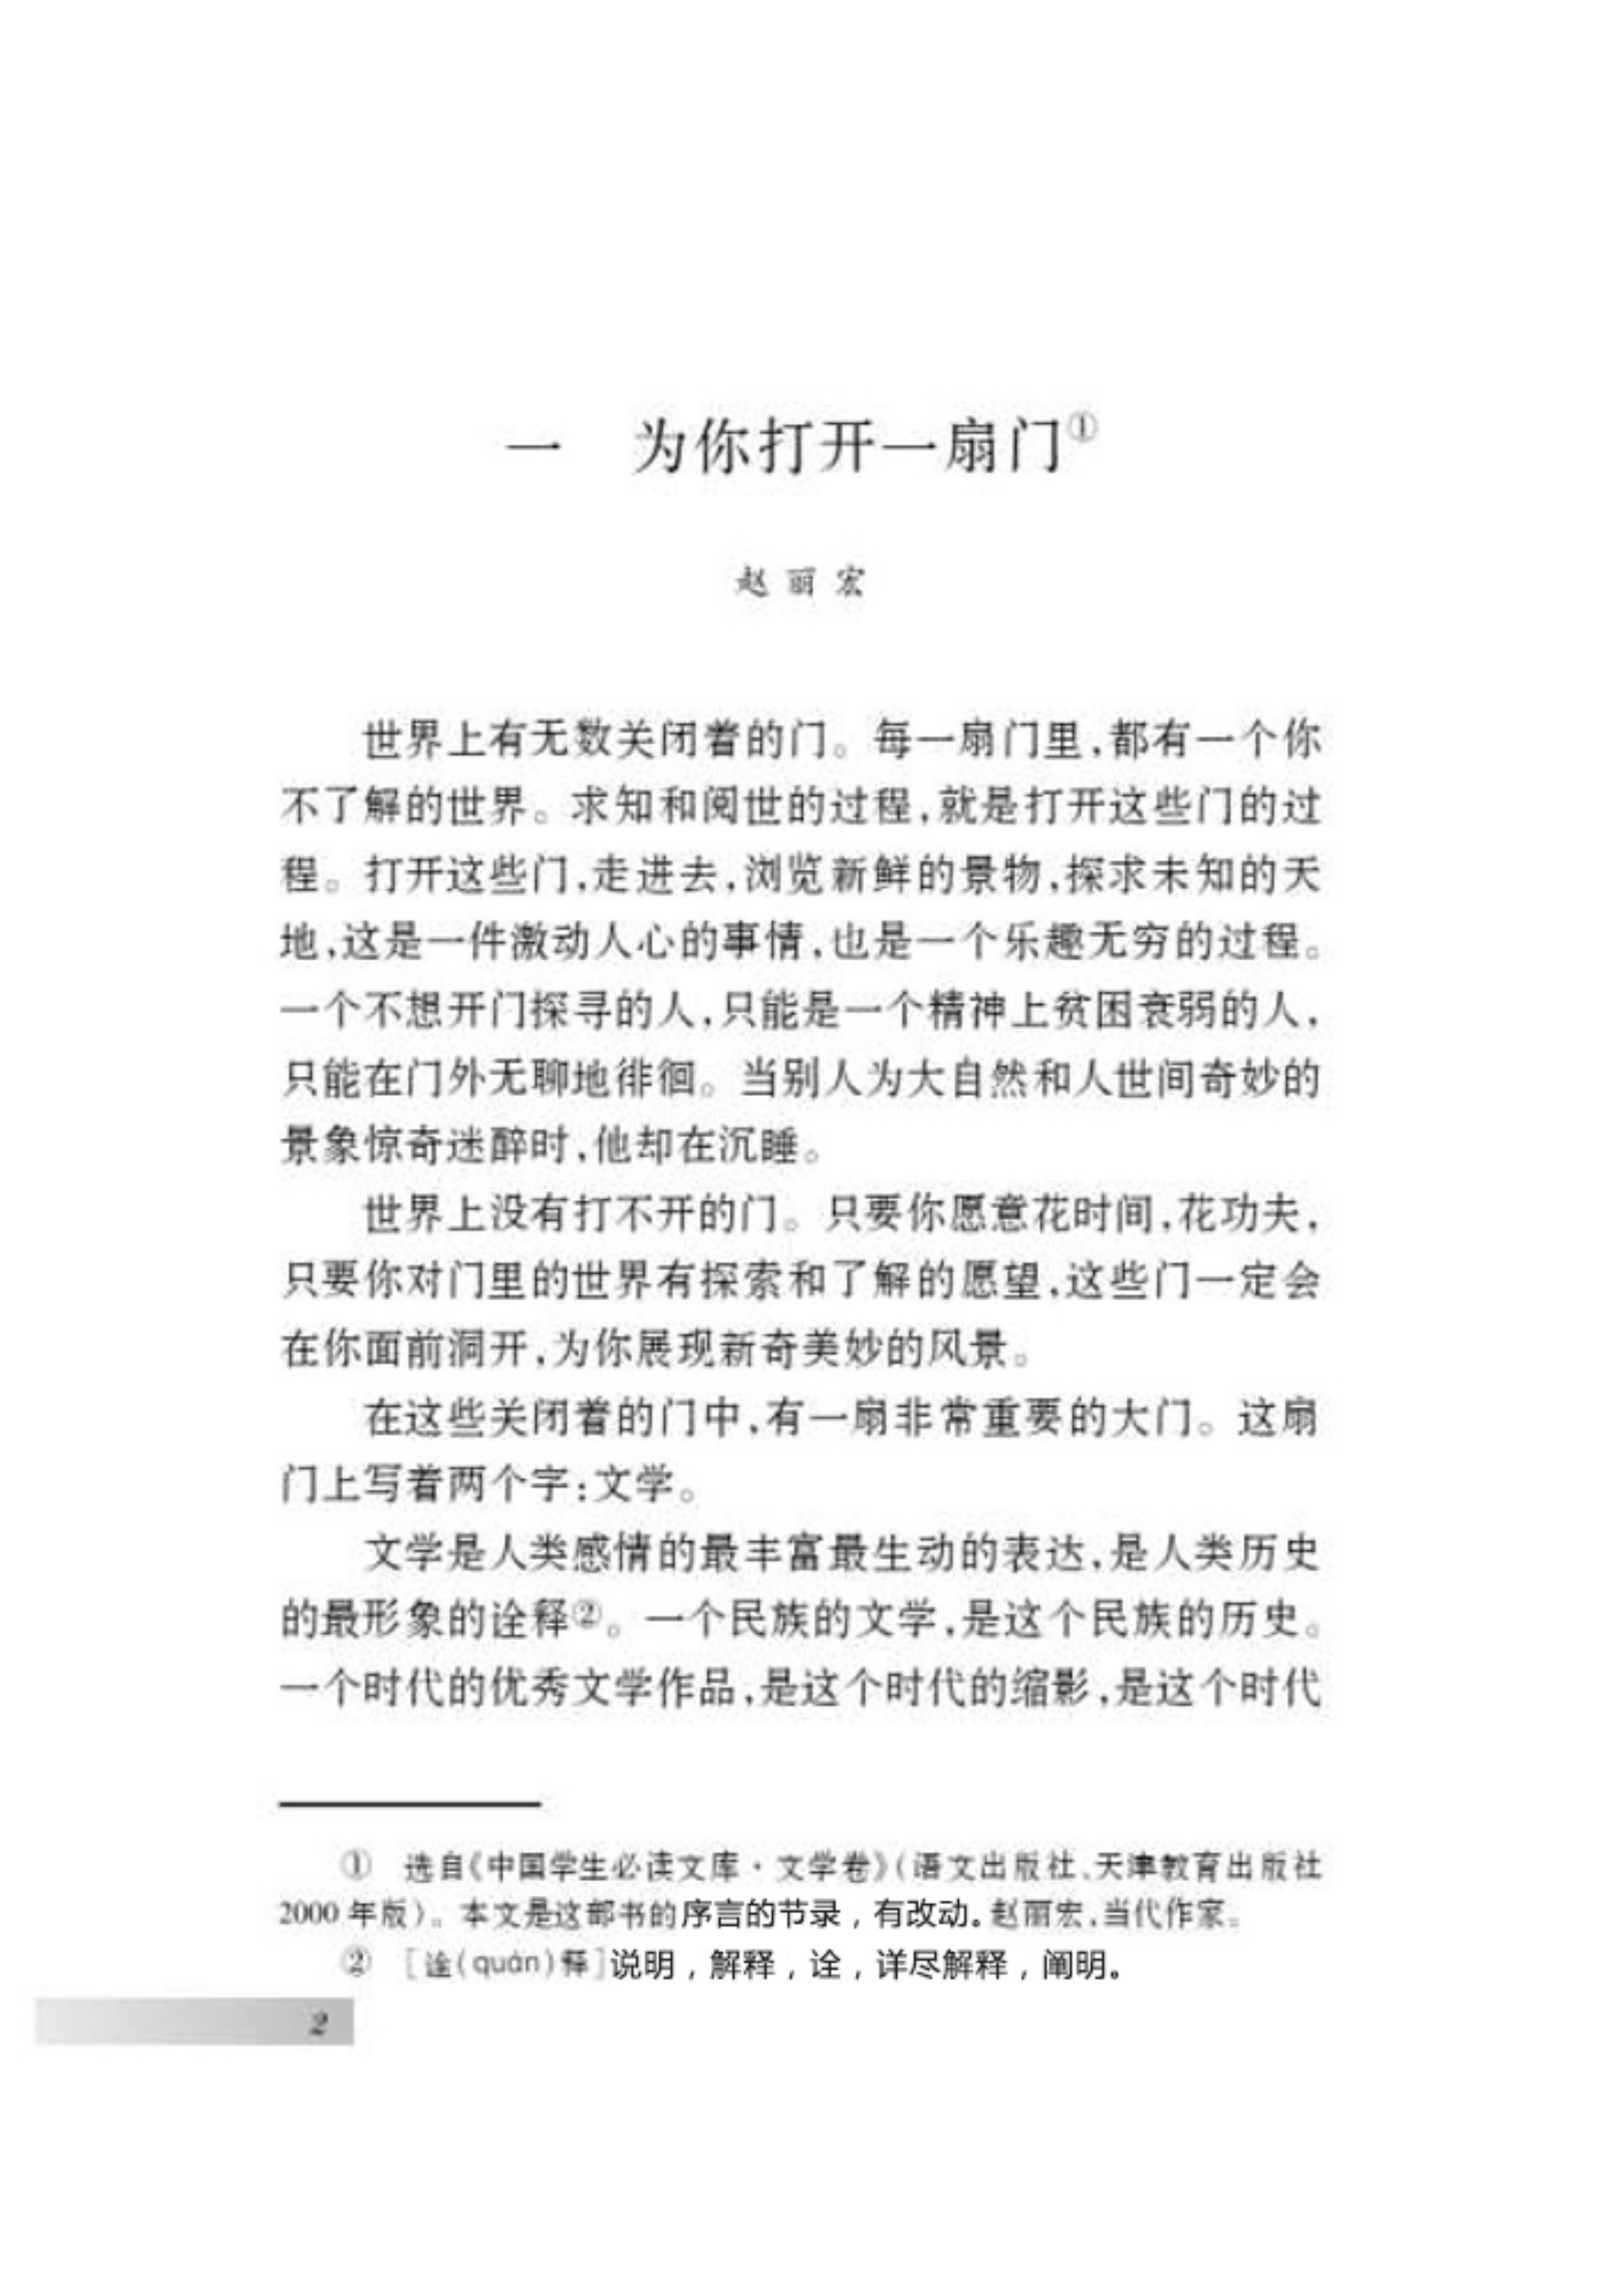 一 为你打开一扇门①
赵丽宏
世界上有无数关闭着的门。每一扇门里,都有一个你
不了解的世界。求知和阅世的过程,就是打开这些门的过
程。打开这些门,走进去,浏览新鲜的景物,探求未知的天
地,这是一件激动人心的事情,也是一个乐趣无穷的过程。
一个不想开门探寻的人,只能是一个精神上贫困衰弱的人,
只能在门外无聊地徘徊。当别人为大自然和人世间奇妙的
景象惊奇迷醉时,他却在沉睡。
世界上没有打不开的门。只要你愿意花时间,花功夫,
只要你对门里的世界有探索和了解的愿望,这些门一定会
在你面前洞开,为你展现新奇美妙的风景。
在这些关闭着的门中,有一扇非常重要的大门。这扇
门上写着两个字:文学。
文学是人类感情的最丰富最生动的表达,是人类历史
的最形象的诠释②。一个民族的文学,是这个民族的历史。
一个时代的优秀文学作品,是这个时代的缩影,是这个时代
① 选自《中国学生必读文库·文学卷》(语文出版社、天津教育出版社
2000年版)。本文是这部书的序言的节录，有改动。赵丽宏,当代作家。
② [诠(quán)释]说明，解释，诠，详尽解释，阐明。
2